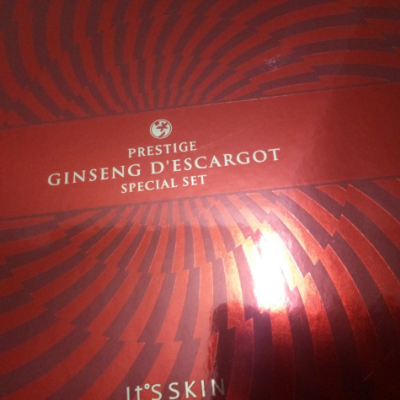 PRESTIGE
GINSENG D'ESCARGOT
SPECIAL SET
It'S SKIN